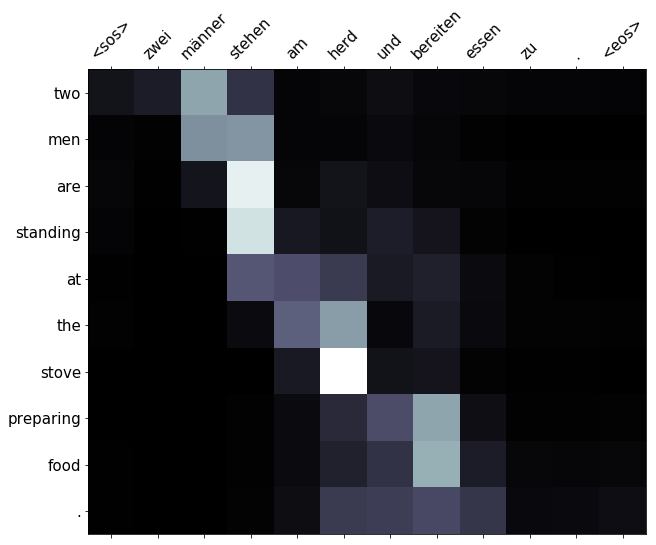 <sos> zwei männer stehen am herd und bereiten essen zu . <eos>
two
men
are
standing
at
the
stove
preparing
food
.